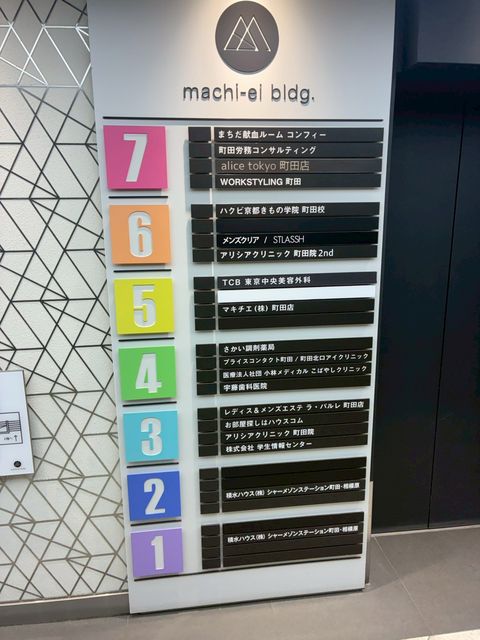 machi-ei bldg.
7
まちだ献血ルーム コンフィー
町田労務コンサルティング
alice tokyo 町田店
WORKSTYLING 町田
6
ハクビ京都きもの学院 町田校
メンズクリア / STLASSH
アリシアクリニック 町田院 2nd
5
TCB 東京中央美容外科
マキチエ(株) 町田店
4
さかい調剤薬局
プライスコンタクト町田 / 町田北口アイクリニック
医療法人社団 小林メディカル こばやしクリニック
宇藤歯科医院
3
レディス&メンズエステ ラ・パルレ 町田店
お部屋探しはハウスコム
アリシアクリニック 町田院
株式会社 学生情報センター
2
積水ハウス(株) シャーメゾンステーション町田・相模原
1
積水ハウス(株) シャーメゾンステーション町田・相模原